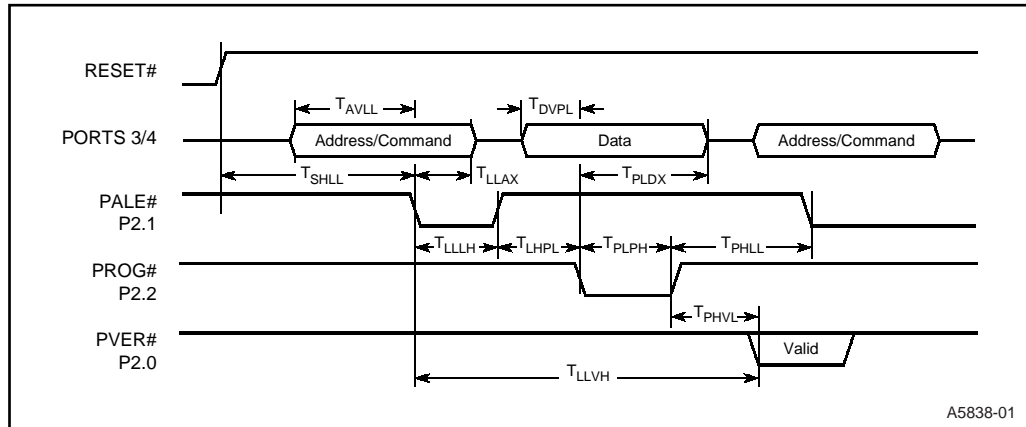 RESET#
TAVLL
TDVPL
PORTS 3/4
Address/Command
Data
Address/Command
TSHLL
TLLAX
TPLDX
PALE#
P2.1
TLLLH
TLHPL
TPLPH
TPHLL
PROG#
P2.2
TPHVL
PVER#
P2.0
Valid
TLLVH
A5838-01